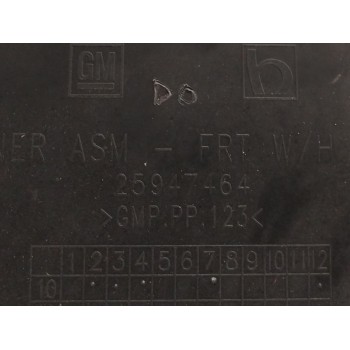 GM h
DO
NER ASM - FRT W/H
25947464
>GMP.PP.123<
1 2 3 4 5 6 7 8 9 10 11 12
10